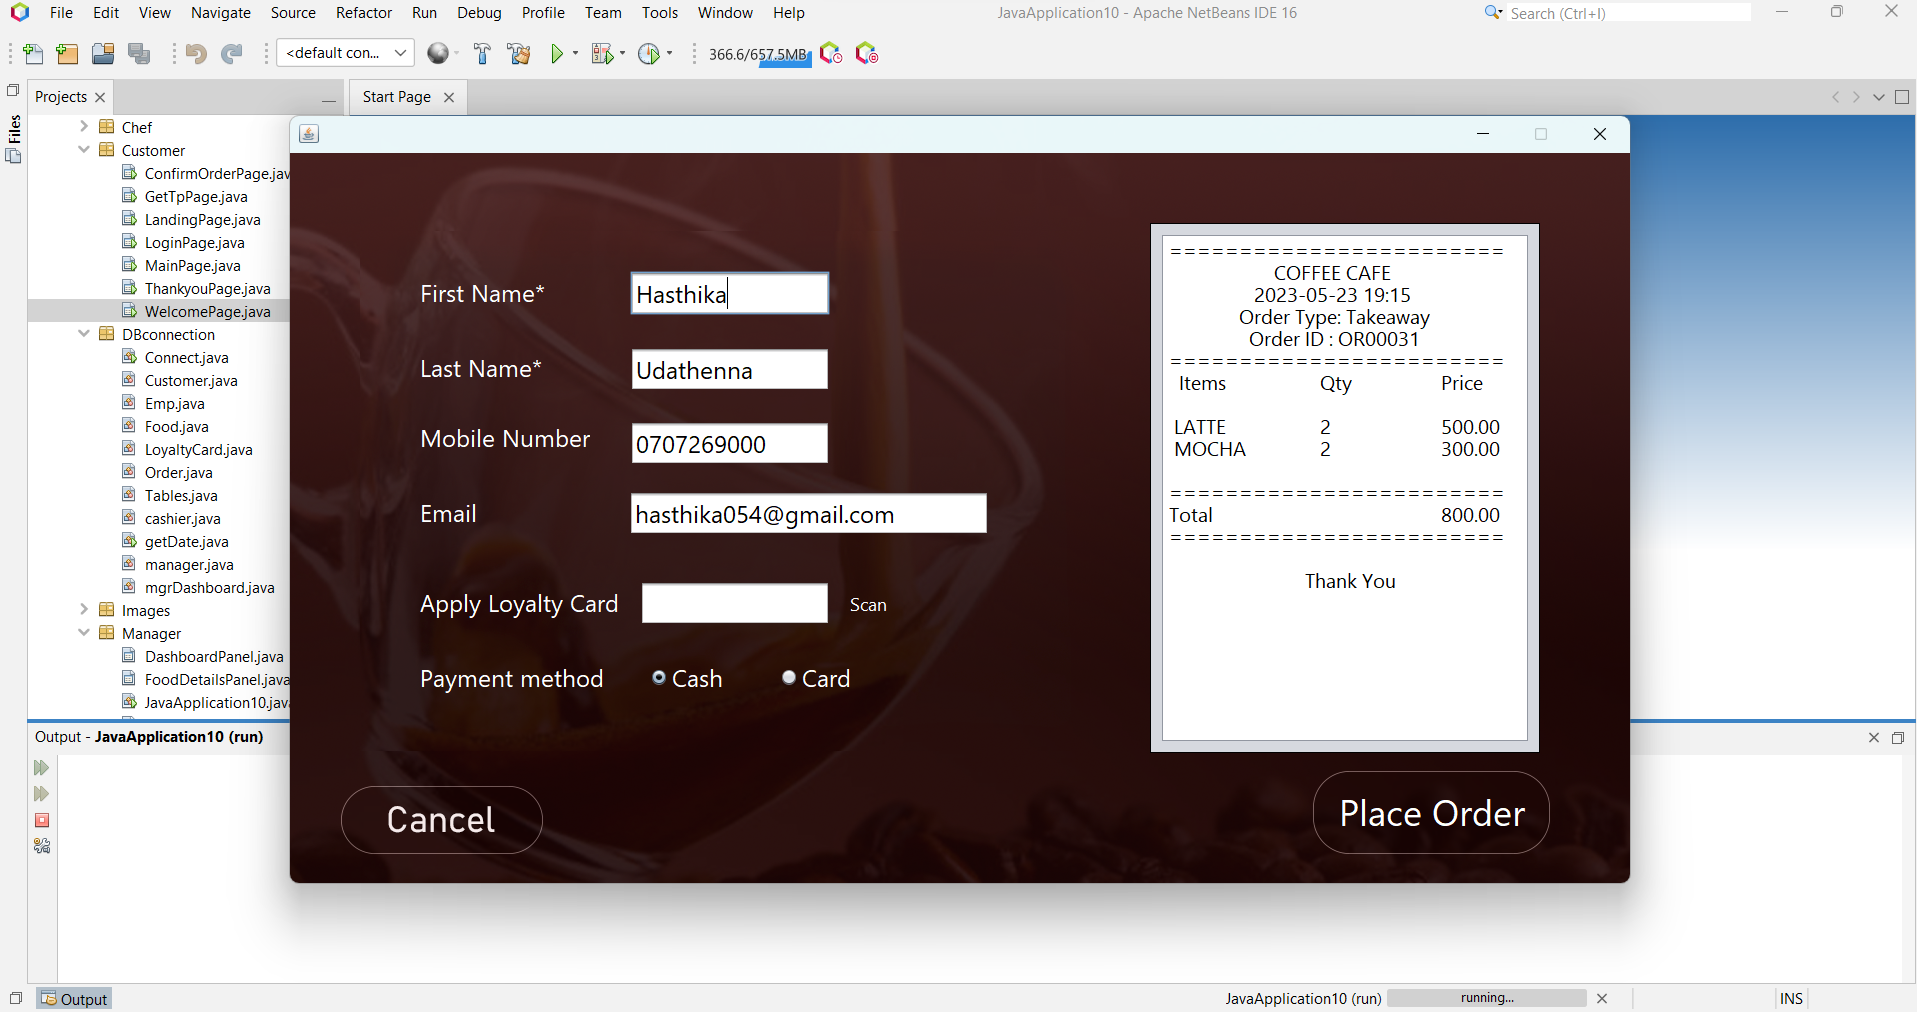 File Edit View Navigate Source Refactor Run Debug Profile Team Tools Window Help
JavaApplication10 - Apache NetBeans IDE 16
Search (Ctrl+I)
<default con...
366.6/657.5MB
Projects
Start Page
Files
Chef
Customer
ConfirmOrderPage.jav
GetTpPage.java
LandingPage.java
LoginPage.java
MainPage.java
ThankyouPage.java
WelcomePage.java
DBconnection
Connect.java
Customer.java
Emp.java
Food.java
LoyaltyCard.java
Order.java
Tables.java
cashier.java
getDate.java
manager.java
mgrDashboard.java
Images
Manager
DashboardPanel.java
FoodDetailsPanel.java
JavaApplication10.java
First Name* Hasthika
Last Name* Udathenna
Mobile Number 0707269000
Email hasthika054@gmail.com
Apply Loyalty Card Scan
Payment method Cash Card
Cancel
========================
COFFEE CAFE
2023-05-23 19:15
Order Type: Takeaway
Order ID : OR00031
========================
Items Qty Price
LATTE 2 500.00
MOCHA 2 300.00
========================
Total 800.00
========================
Thank You
Place Order
Output - JavaApplication10 (run)
Output
JavaApplication10 (run) running...
INS